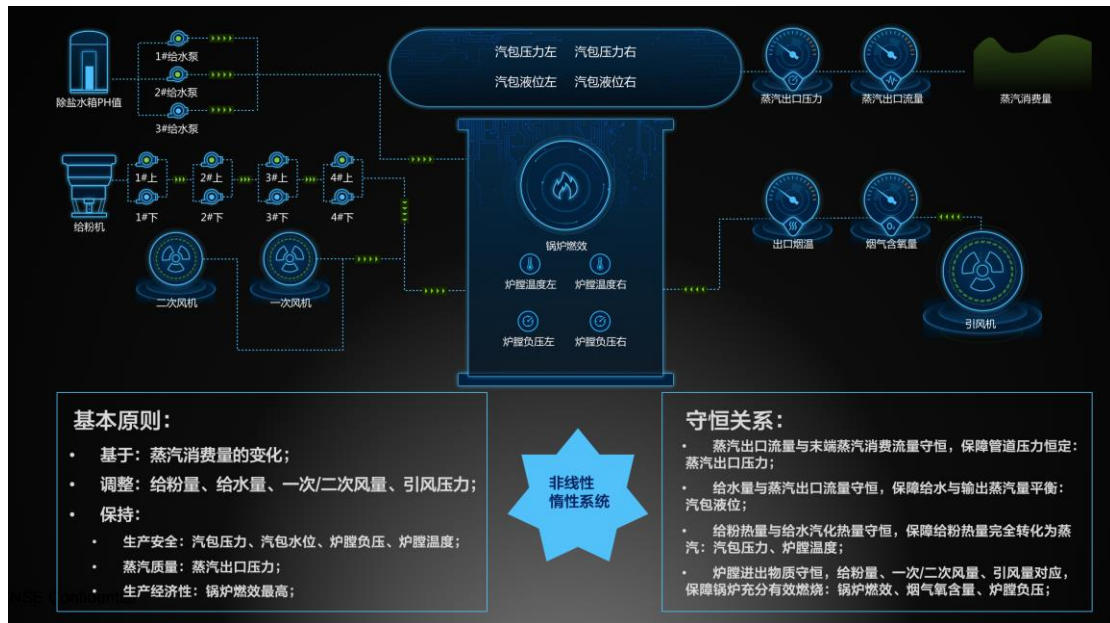 汽包压力左 汽包压力右
汽包液位左 汽包液位右
1#给水泵
2#给水泵
3#给水泵
除盐水箱PH值
蒸汽出口压力
蒸汽出口流量
蒸汽消费量
1#上
2#上
3#上
4#上
1#下
2#下
3#下
4#下
给粉机
二次风机
一次风机
锅炉燃效
炉膛温度左 炉膛温度右
炉膛负压左 炉膛负压右
出口烟温
O₂
烟气含氧量
引风机
基本原则:
• 基于: 蒸汽消费量的变化;
• 调整: 给粉量、给水量、一次/二次风量、引风压力;
• 保持:
• 生产安全: 汽包压力、汽包水位、炉膛负压、炉膛温度;
• 蒸汽质量: 蒸汽出口压力;
• 生产经济性: 锅炉燃效最高;
非线性
惰性系统
守恒关系:
• 蒸汽出口流量与末端蒸汽消费流量守恒, 保障管道压力恒定:
蒸汽出口压力;
• 给水量与蒸汽出口流量守恒, 保障给水与输出蒸汽量平衡:
汽包液位;
• 给粉热量与给水汽化热量守恒, 保障给粉热量完全转化为蒸
汽: 汽包压力、炉膛温度;
• 炉膛进出物质守恒, 给粉量、一次/二次风量、引风量对应,
保障锅炉充分有效燃烧: 锅炉燃效、烟气氧含量、炉膛负压;